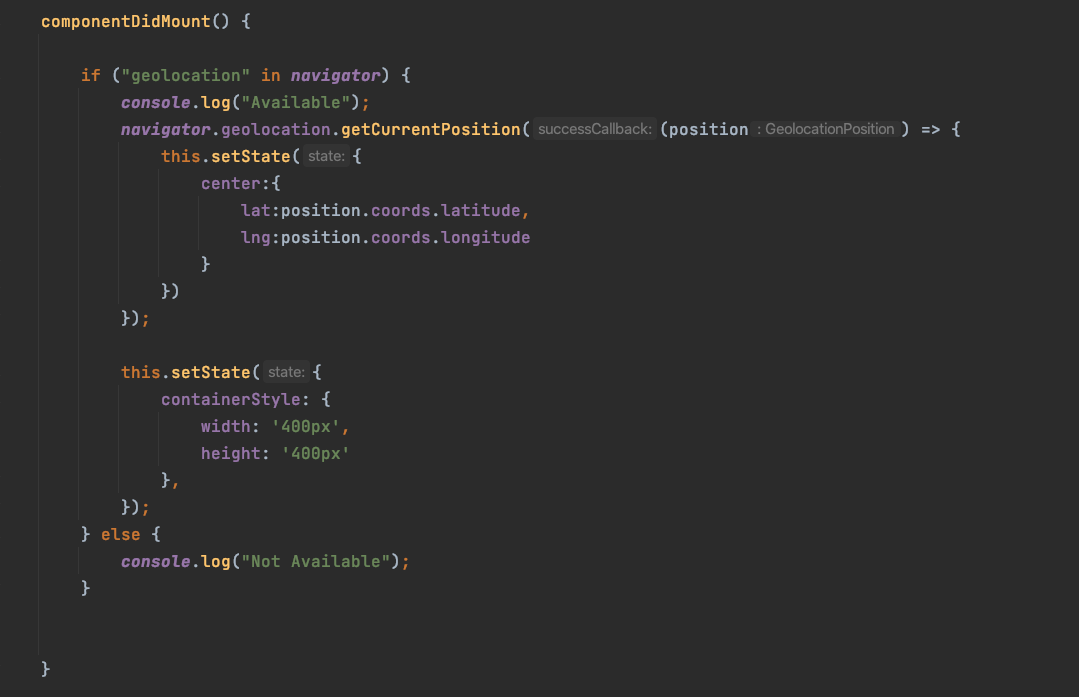 componentDidMount() {
if ("geolocation" in navigator) {
console.log("Available");
navigator.geolocation.getCurrentPosition( successCallback: (position : GeolocationPosition ) => {
this.setState( state: {
center:{
lat:position.coords.latitude,
lng:position.coords.longitude
}
})
});
this.setState( state: {
containerStyle: {
width: '400px',
height: '400px'
},
});
} else {
console.log("Not Available");
}
}